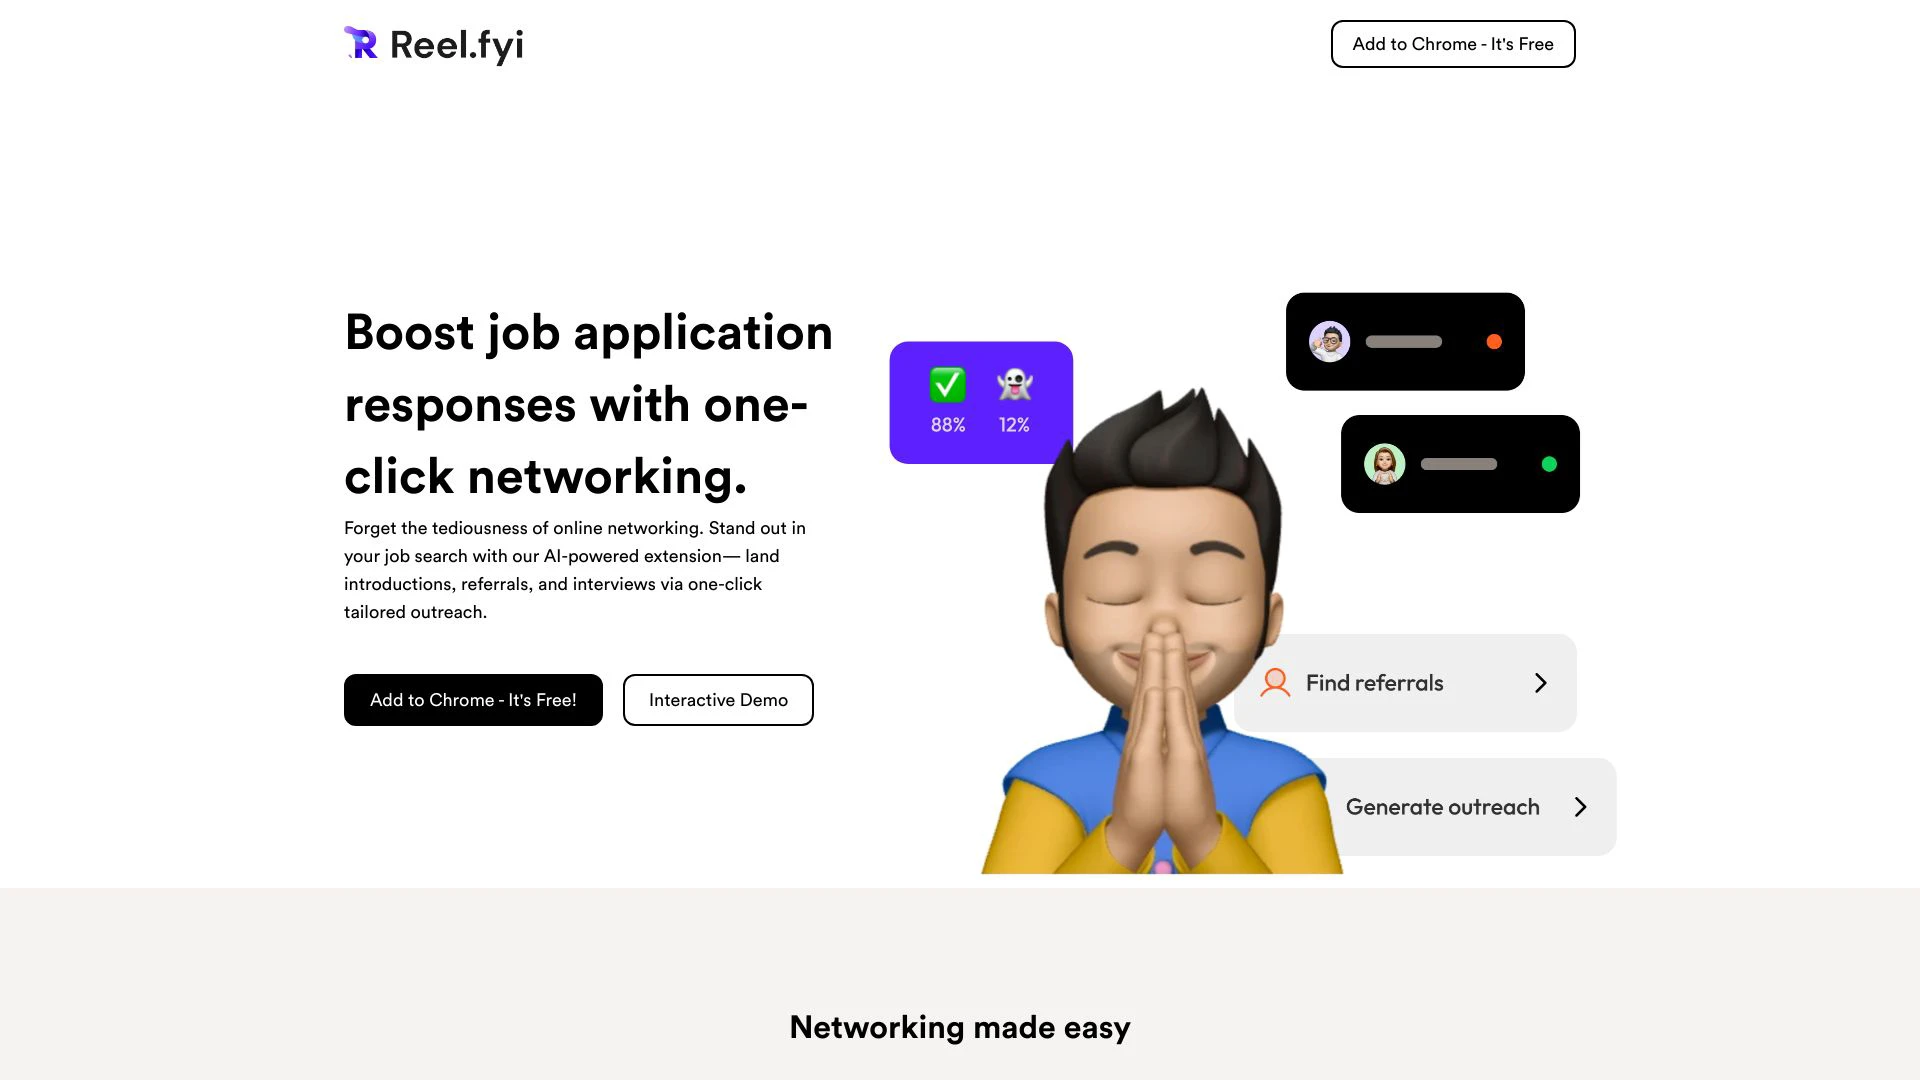 Reel.fyi
Add to Chrome - It's Free
Boost job application
responses with one-
click networking.
Forget the tediousness of online networking. Stand out in
your job search with our AI-powered extension— land
introductions, referrals, and interviews via one-click
tailored outreach.
Add to Chrome - It's Free!
Interactive Demo
88%
12%
Find referrals
Generate outreach
Networking made easy